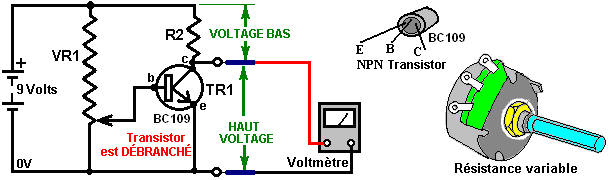 R2
VOLTAGE BAS
VR1
c
+
9 Volts
b
TR1
BC109
e
HAUT
VOLTAGE
Transistor
est DÉBRANCHÉ
0V
Voltmètre
BC109
E
B
C
NPN Transistor
Résistance variable